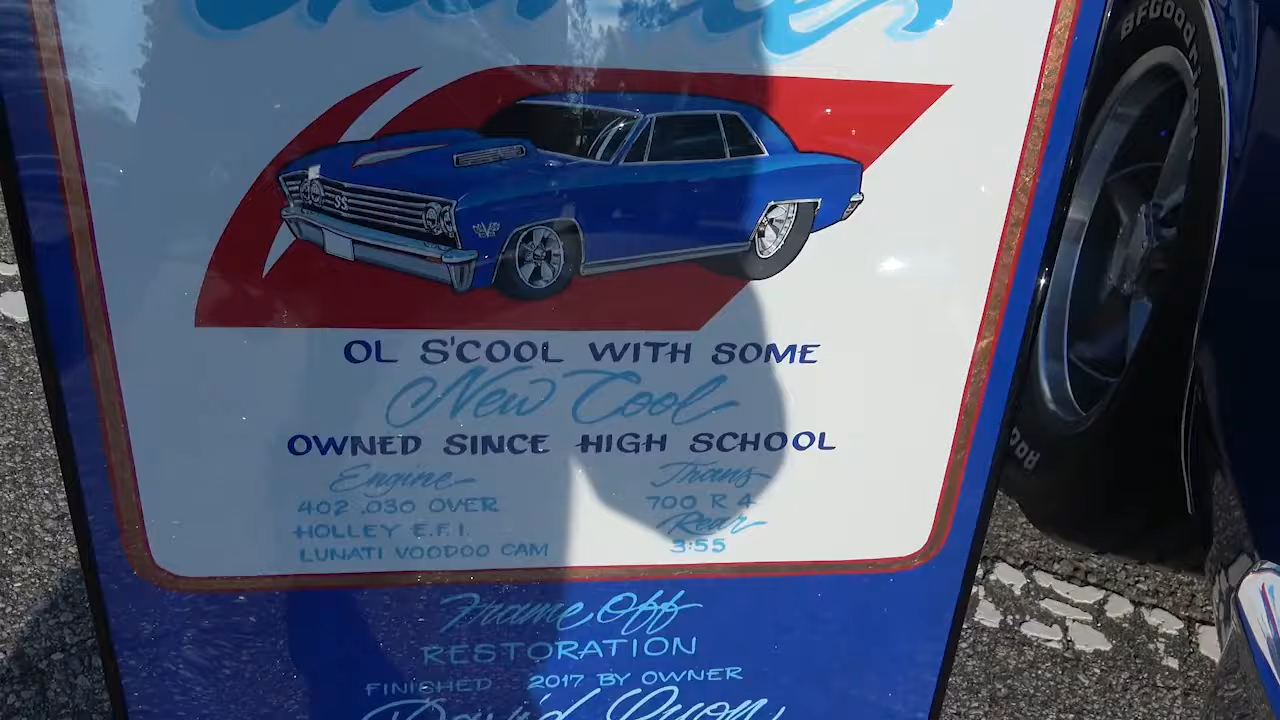 SS
OL S'COOL WITH SOME
New Cool
OWNED SINCE HIGH SCHOOL
Engine
402 .030 OVER
HOLLEY E.F.I.
LUNATI VOODOO CAM
Trans
700 R 4
Rear
3:55
Frame Off
RESTORATION
FINISHED 2017 BY OWNER
David
BFGoodrich